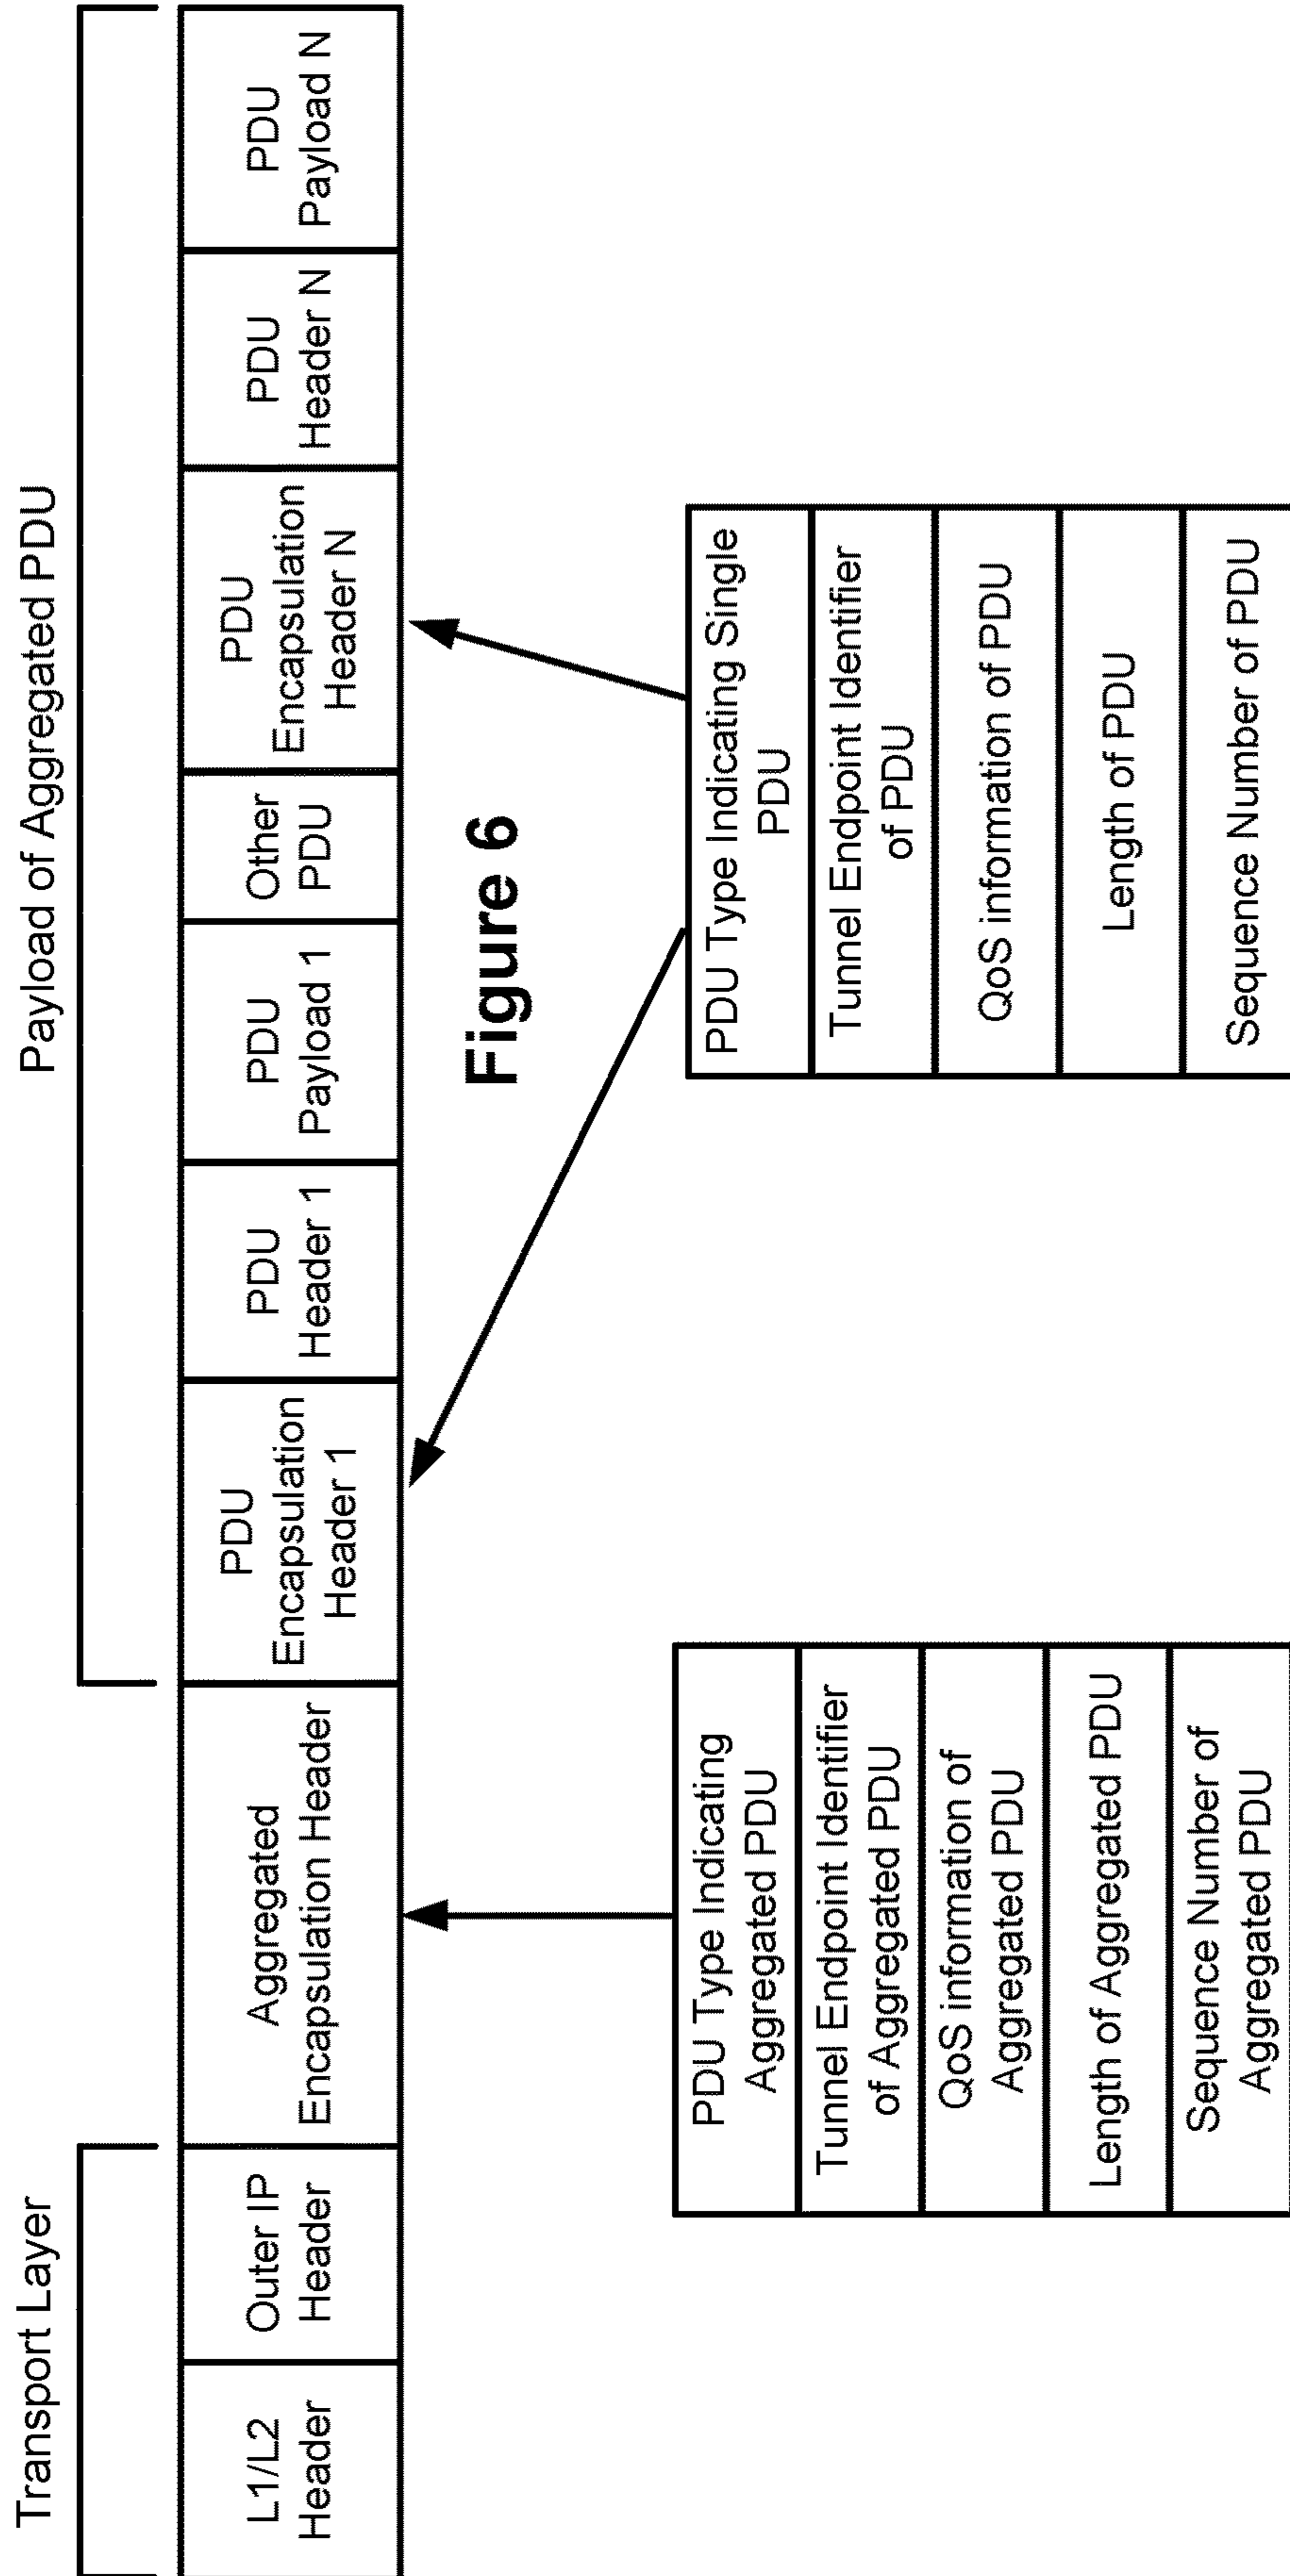 Transport Layer
Payload of Aggregated PDU
L1/L2
Header
Outer IP
Header
Aggregated
Encapsulation Header
PDU
Encapsulation
Header 1
PDU
Header 1
PDU
Payload 1
Other
PDU
PDU
Encapsulation
Header N
PDU
Header N
PDU
Payload N
Figure 6
PDU Type Indicating
Aggregated PDU
Tunnel Endpoint Identifier
of Aggregated PDU
QoS information of
Aggregated PDU
Length of Aggregated PDU
Sequence Number of
Aggregated PDU
PDU Type Indicating Single
PDU
Tunnel Endpoint Identifier
of PDU
QoS information of PDU
Length of PDU
Sequence Number of PDU